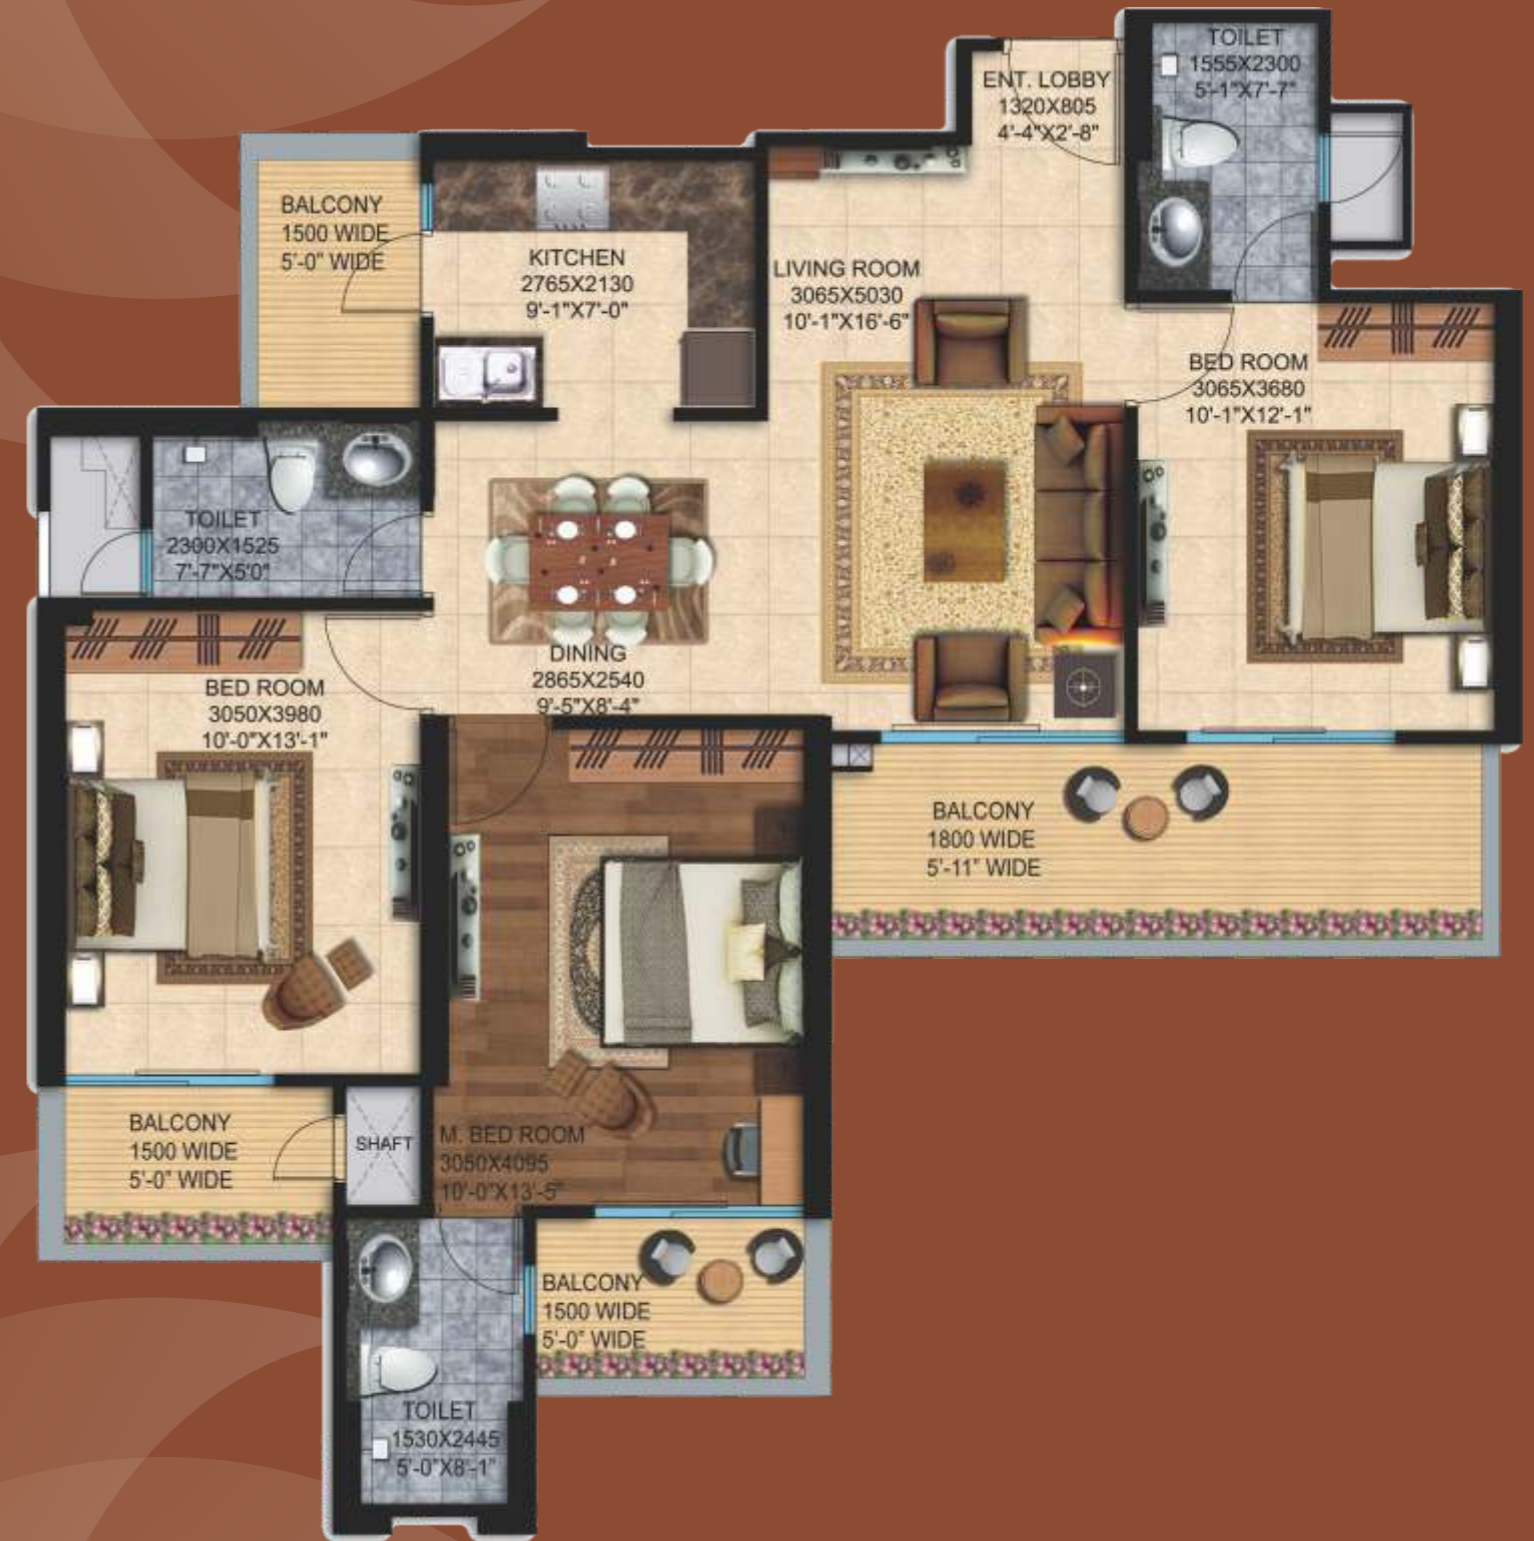 TOILET
1555X2300
5'-1"X7'-7"
ENT. LOBBY
1320X805
4'-4"X2'-8"
BALCONY
1500 WIDE
5'-0" WIDE
KITCHEN
2765X2130
9'-1"X7'-0"
LIVING ROOM
3065X5030
10'-1"X16'-6"
BED ROOM
3065X3680
10'-1"X12'-1"
TOILET
2300X1525
7'-7"X5'0"
DINING
2865X2540
9'-5"X8'-4"
BED ROOM
3050X3980
10'-0"X13'-1"
BALCONY
1800 WIDE
5'-11" WIDE
BALCONY
1500 WIDE
5'-0" WIDE
SHAFT
M. BED ROOM
3050X4095
10'-0"X13'-5"
BALCONY
1500 WIDE
5'-0" WIDE
TOILET
1530X2445
5'-0"X8'-1"